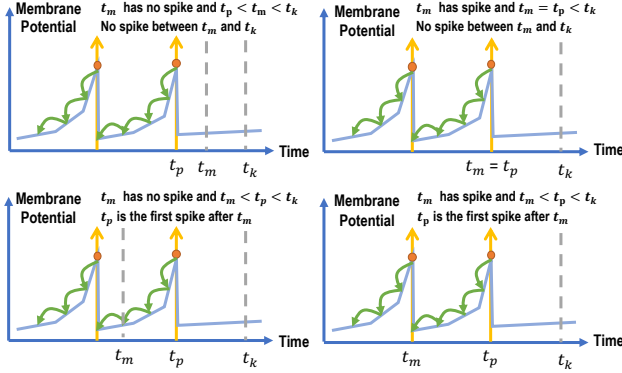 Membrane
Potential
t_m has no spike and t_p < t_m < t_k
No spike between t_m and t_k
Time
t_p t_m t_k
Membrane
Potential
t_m has spike and t_m = t_p < t_k
No spike between t_m and t_k
Time
t_m = t_p t_k
Membrane
Potential
t_m has no spike and t_m < t_p < t_k
t_p is the first spike after t_m
Time
t_m t_p t_k
Membrane
Potential
t_m has spike and t_m < t_p < t_k
t_p is the first spike after t_m
Time
t_m t_p t_k